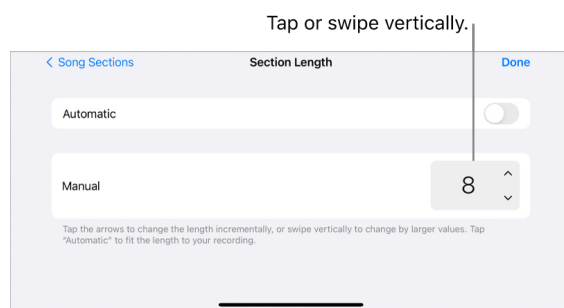 Tap or swipe vertically.
Song Sections
Section Length
Done
Automatic
Manual
8
Tap the arrows to change the length incrementally, or swipe vertically to change by larger values. Tap
"Automatic" to fit the length to your recording.